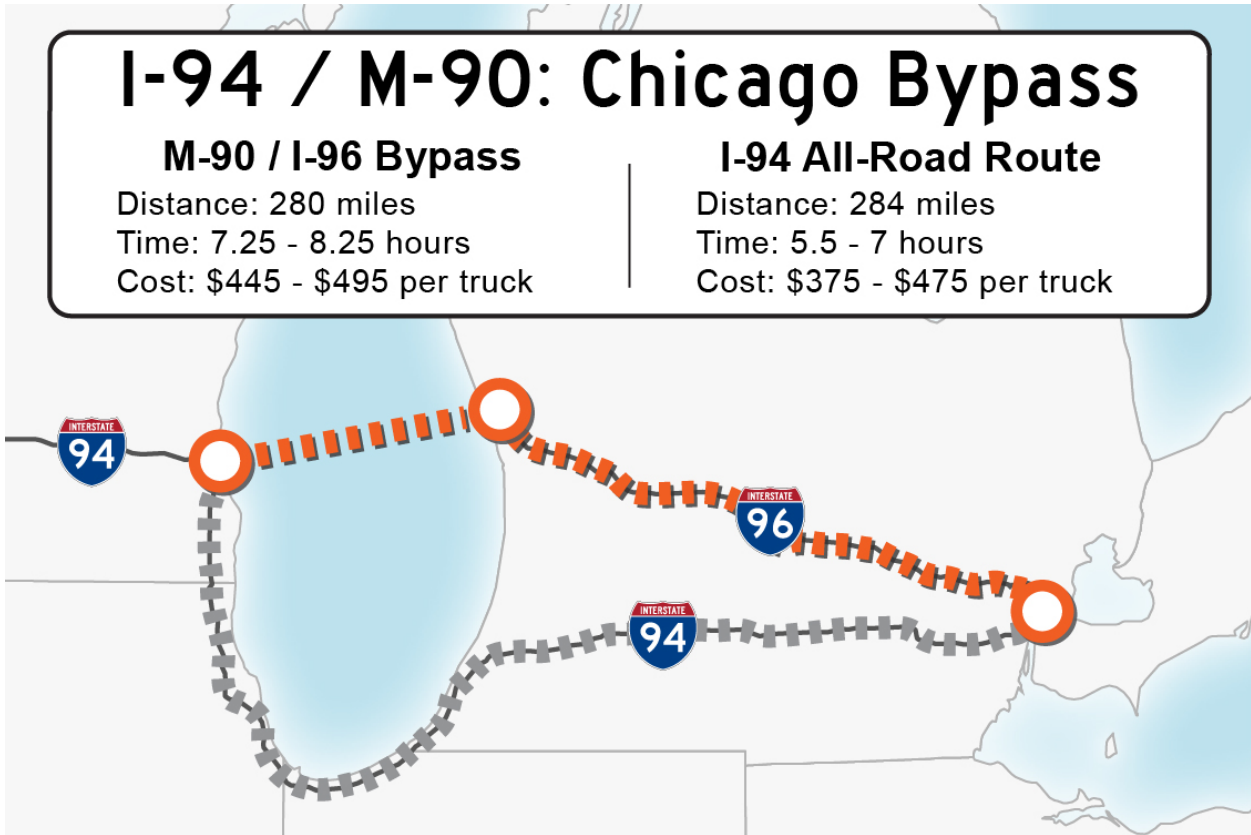 I-94 / M-90: Chicago Bypass
M-90 / I-96 Bypass
Distance: 280 miles
Time: 7.25 - 8.25 hours
Cost: $445 - $495 per truck
I-94 All-Road Route
Distance: 284 miles
Time: 5.5 - 7 hours
Cost: $375 - $475 per truck
INTERSTATE
94
INTERSTATE
96
INTERSTATE
94